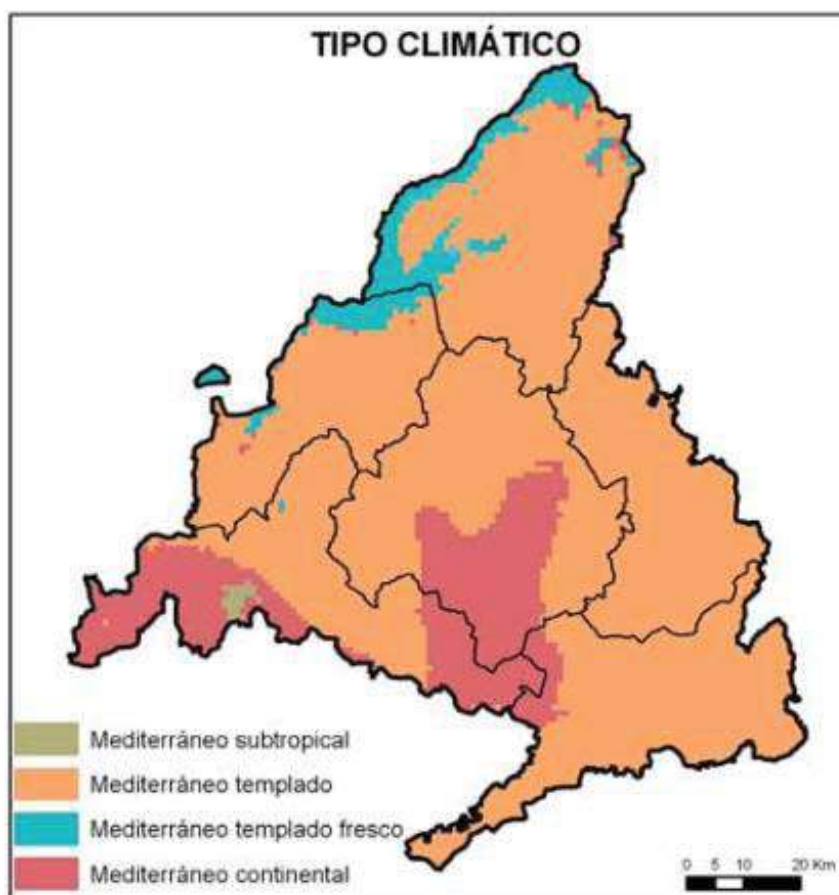 TIPO CLIMÁTICO
Mediterráneo subtropical
Mediterráneo templado
Mediterráneo templado fresco
Mediterráneo continental
0 5 10 20 Km